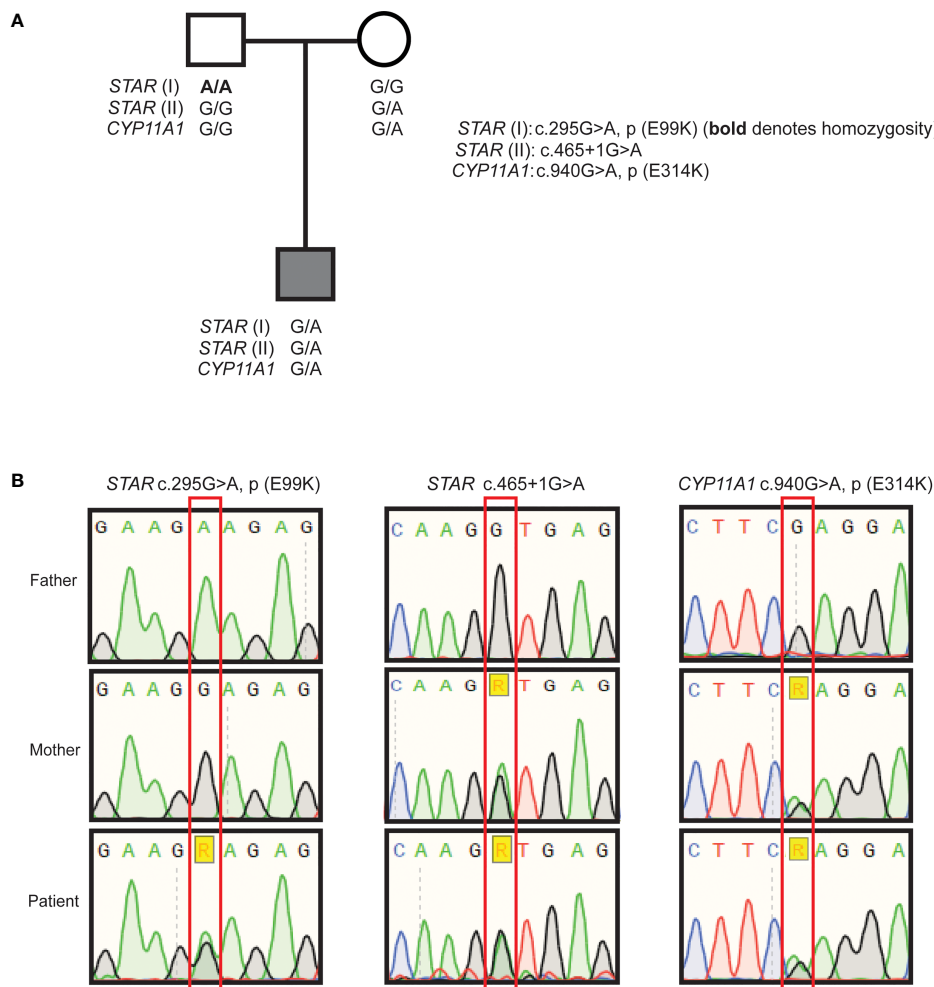 A
STAR (I) A/A G/G
STAR (II) G/G G/A
CYP11A1 G/G G/A
STAR (I): c.295G>A, p (E99K) (bold denotes homozygosity
STAR (II): c.465+1G>A
CYP11A1: c.940G>A, p (E314K)
STAR (I) G/A
STAR (II) G/A
CYP11A1 G/A
B
STAR c.295G>A, p (E99K) STAR c.465+1G>A CYP11A1 c.940G>A, p (E314K)
Father
G A A G A A G A G
C A A G G T G A G
C T T C G A G G A
Mother
G A A G G A G A G
C A A G R T G A G
C T T C R A G G A
Patient
G A A G R A G A G
C A A G R T G A G
C T T C R A G G A